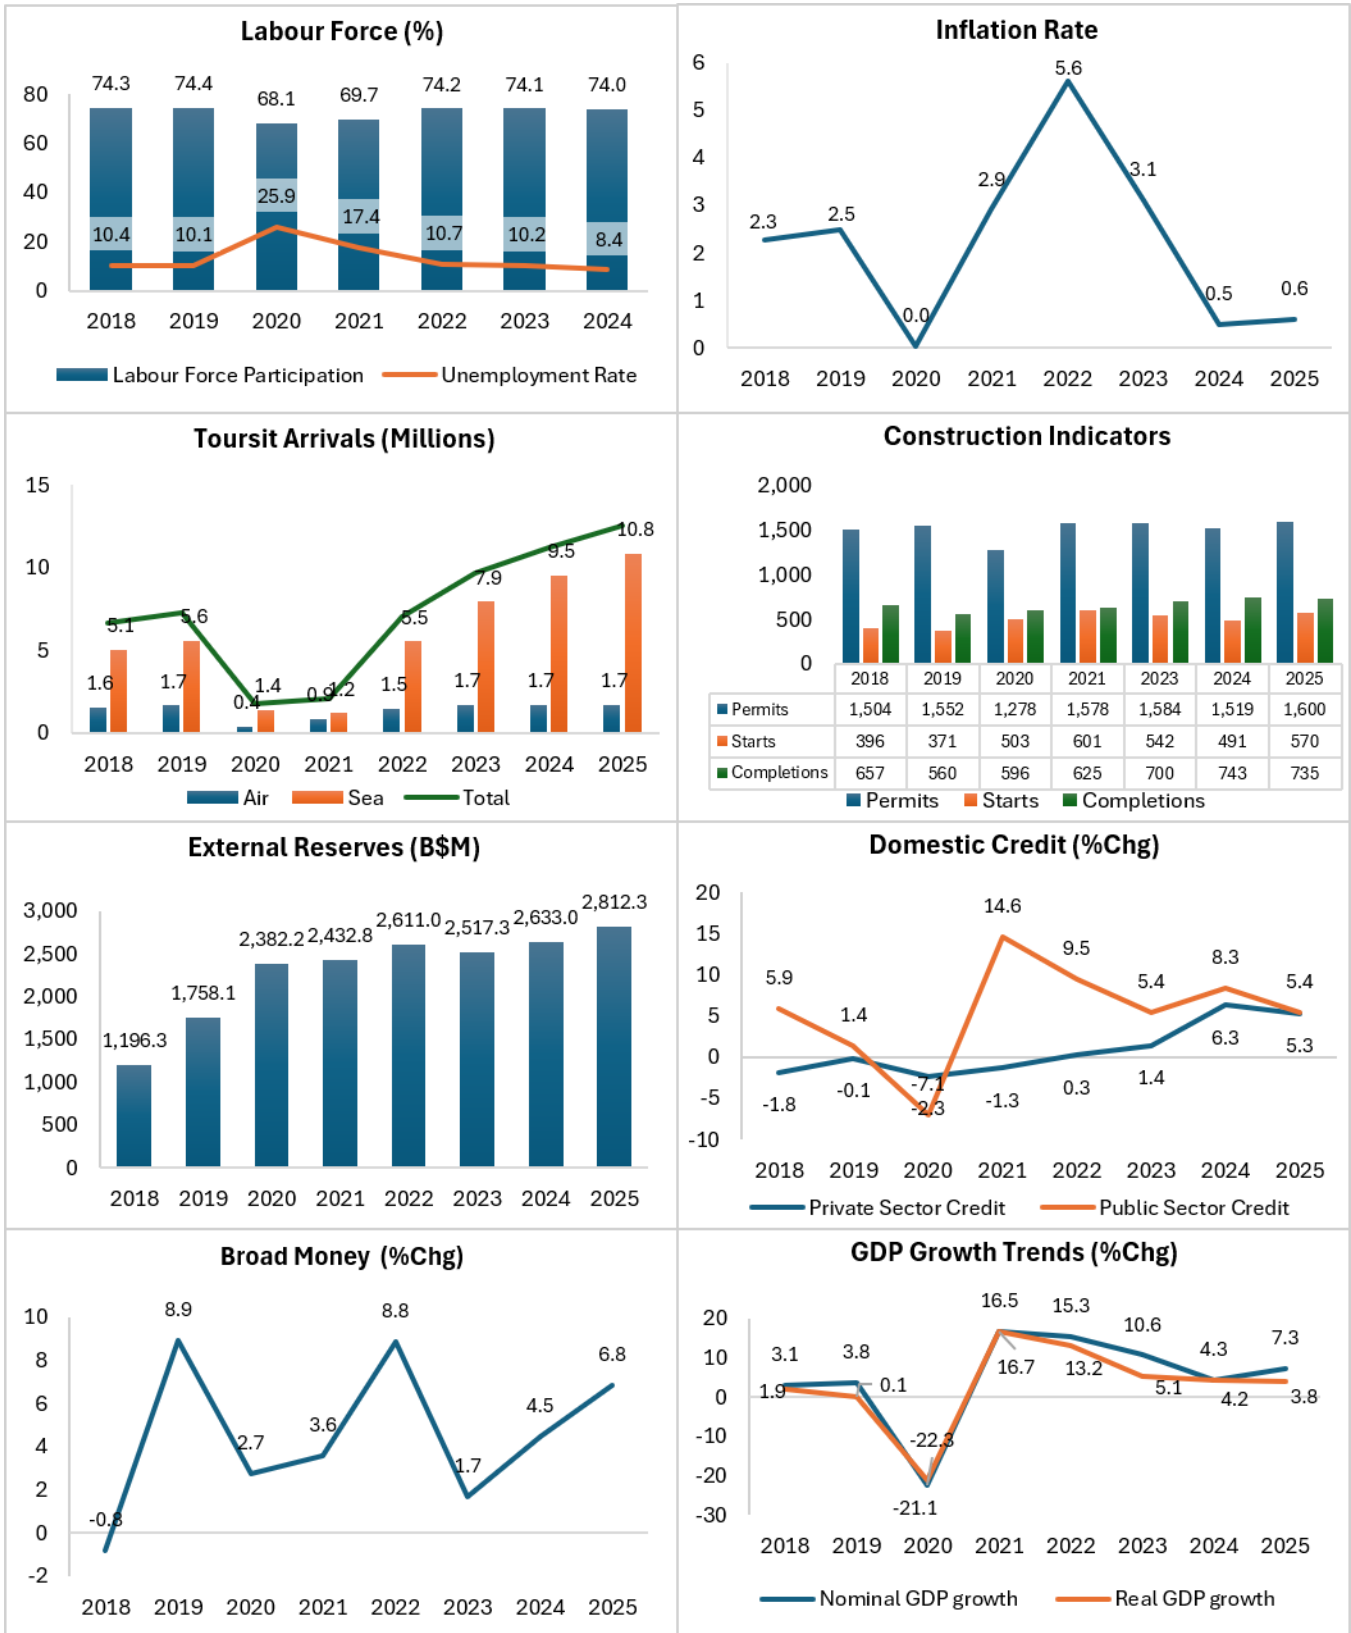 Labour Force (%)
74.3 74.4 68.1 69.7 74.2 74.1 74.0
80
60
40
20
0
10.4 10.1 25.9 17.4 10.7 10.2 8.4
2018 2019 2020 2021 2022 2023 2024
Labour Force Participation Unemployment Rate
Inflation Rate
6
5
4
3
2
1
0
2.3 2.5 0.0 2.9 5.6 3.1 0.5 0.6
2018 2019 2020 2021 2022 2023 2024 2025
Toursit Arrivals (Millions)
15
10
5
0
5.1 5.6 1.4 1.2 5.5 7.9 9.5 10.8
1.6 1.7 0.4 0.9 1.5 1.7 1.7 1.7
2018 2019 2020 2021 2022 2023 2024 2025
Air Sea Total
Construction Indicators
2,000
1,500
1,000
500
0
2018 2019 2020 2021 2023 2024 2025
Permits 1,504 1,552 1,278 1,578 1,584 1,519 1,600
Starts 396 371 503 601 542 491 570
Completions 657 560 596 625 700 743 735
Permits Starts Completions
External Reserves (B$M)
3,000
2,500
2,000
1,500
1,000
500
0
1,196.3 1,758.1 2,382.2 2,432.8 2,611.0 2,517.3 2,633.0 2,812.3
2018 2019 2020 2021 2022 2023 2024 2025
Domestic Credit (%Chg)
20
15
10
5
0
-5
-10
5.9 1.4 -7.1 14.6 9.5 5.4 8.3 5.4
-1.8 -0.1 -2.3 -1.3 0.3 1.4 6.3 5.3
2018 2019 2020 2021 2022 2023 2024 2025
Private Sector Credit Public Sector Credit
Broad Money (%Chg)
10
8
6
4
2
0
-2
-0.8 8.9 2.7 3.6 8.8 1.7 4.5 6.8
2018 2019 2020 2021 2022 2023 2024 2025
GDP Growth Trends (%Chg)
20
10
0
-10
-20
-30
3.1 3.8 -22.3 16.5 15.3 10.6 4.3 7.3
1.9 0.1 -21.1 16.7 13.2 5.1 4.2 3.8
2018 2019 2020 2021 2022 2023 2024 2025
Nominal GDP growth Real GDP growth